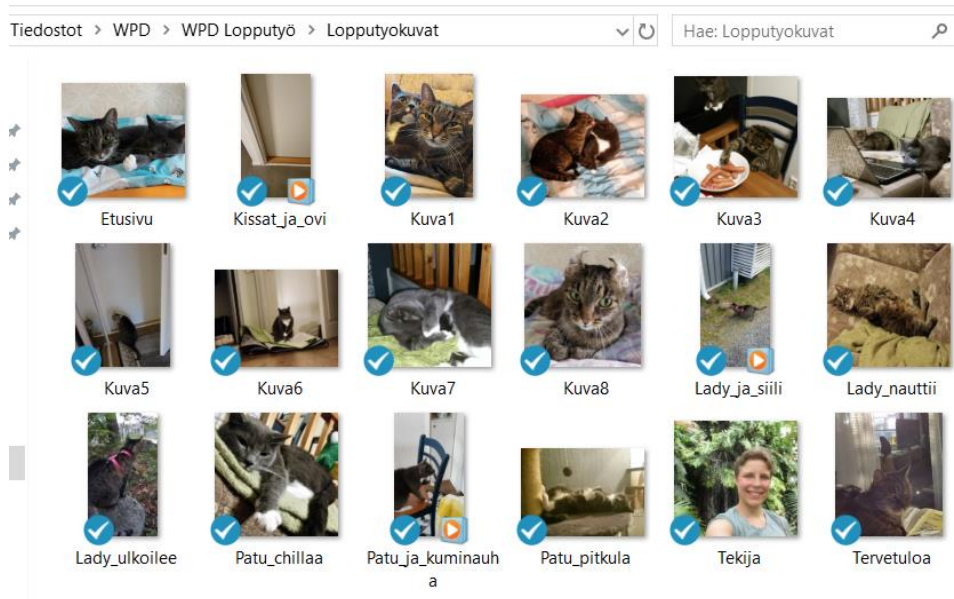 Tiedostot > WPD > WPD Lopputyö > Lopputyokuvat
Hae: Lopputyokuvat
Etusivu
Kissat_ja_ovi
Kuva1
Kuva2
Kuva3
Kuva4
Kuva5
Kuva6
Kuva7
Kuva8
Lady_ja_siili
Lady_nauttii
Lady_ulkoilee
Patu_chillaa
Patu_ja_kuminauh
a
Patu_pitkula
Tekija
Tervetuloa